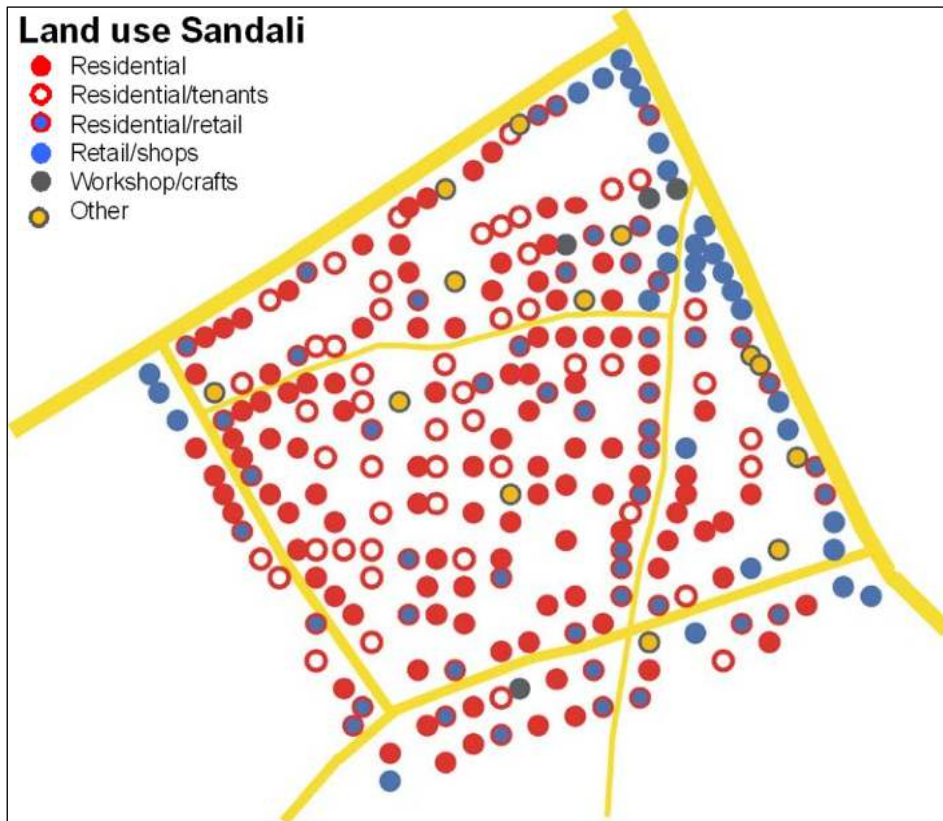 Land use Sandali
Residential
Residential/tenants
Residential/retail
Retail/shops
Workshop/crafts
Other